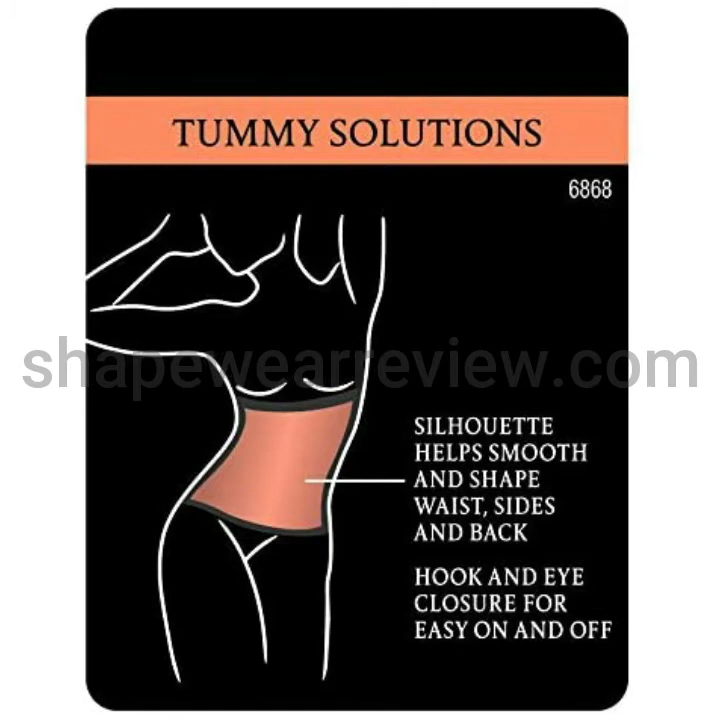 TUMMY SOLUTIONS
6868
shapewearreview.com
SILHOUETTE
HELPS SMOOTH
AND SHAPE
WAIST, SIDES
AND BACK
HOOK AND EYE
CLOSURE FOR
EASY ON AND OFF